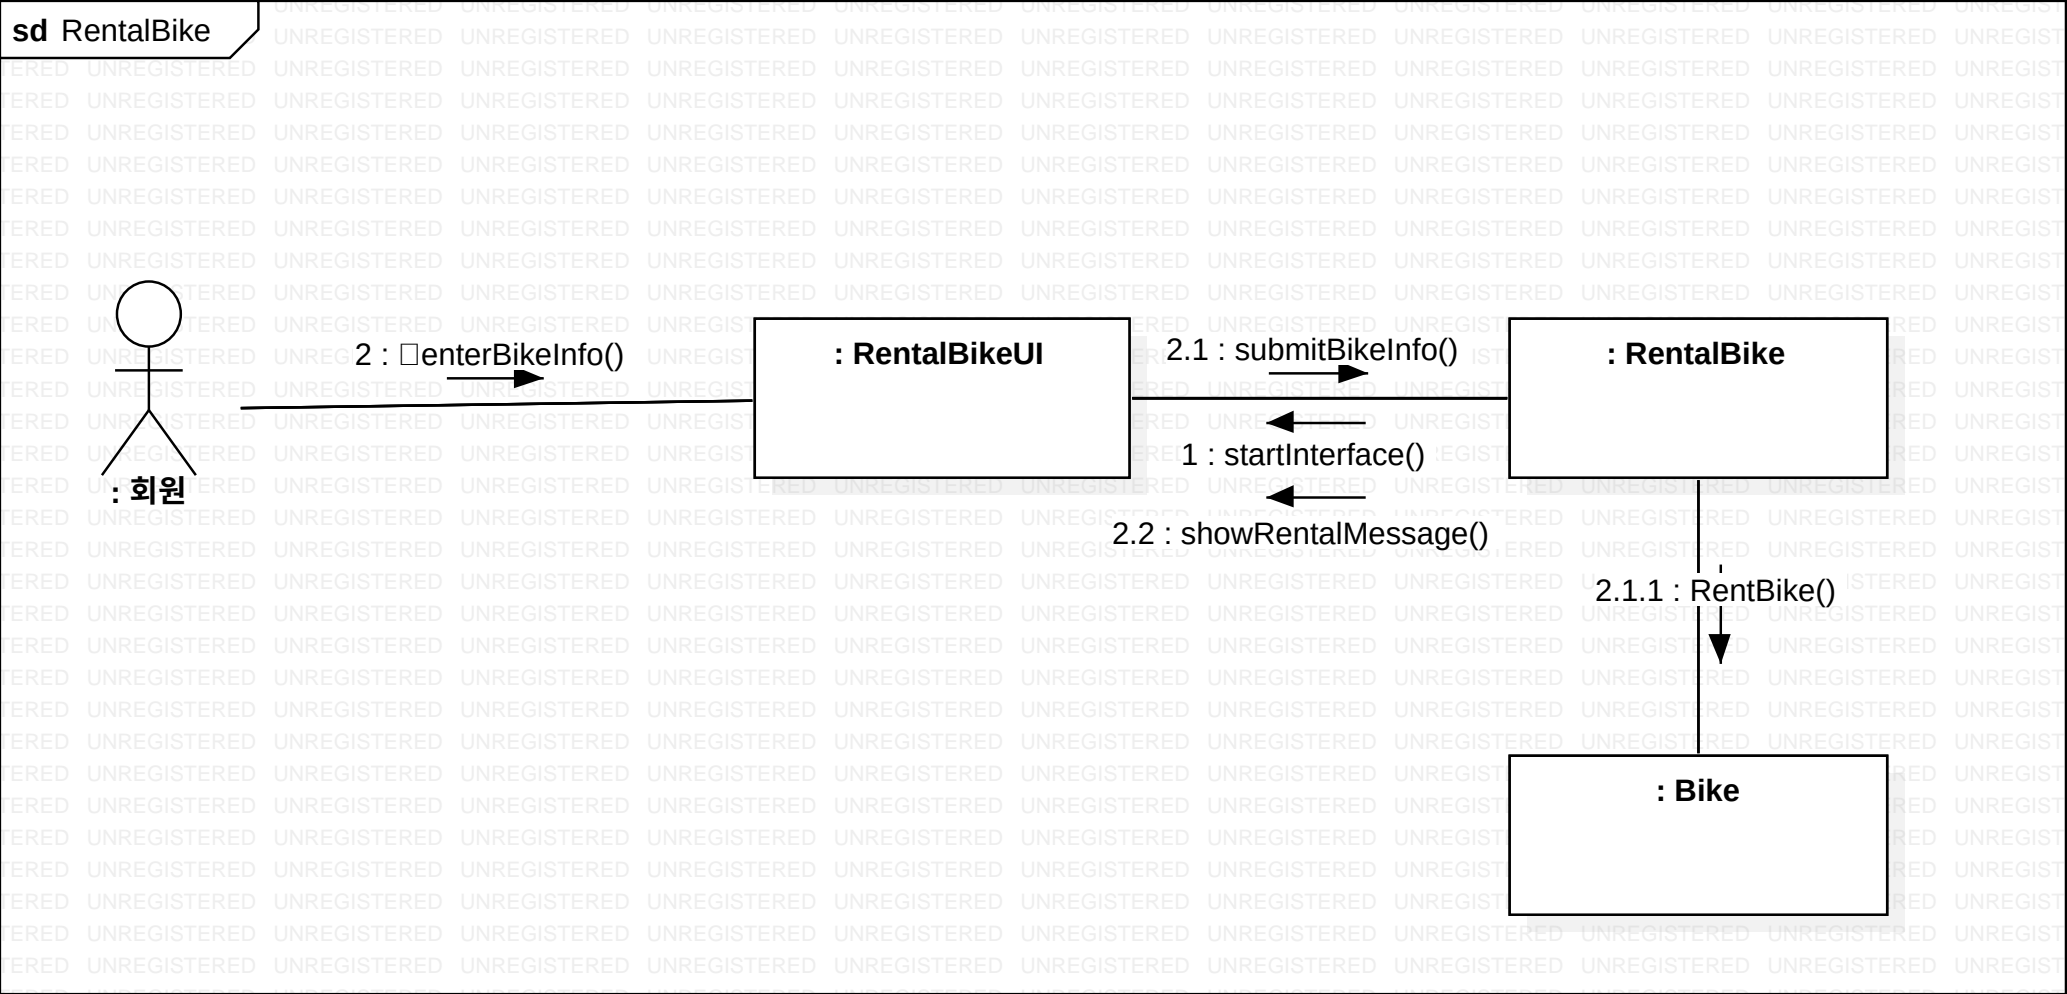 sd RentalBike
2 : enterBikeInfo()
: RentalBikeUI
2.1 : submitBikeInfo()
: RentalBike
1 : startInterface()
: 회원
2.2 : showRentalMessage()
2.1.1 : RentBike()
: Bike
UNREGISTERED